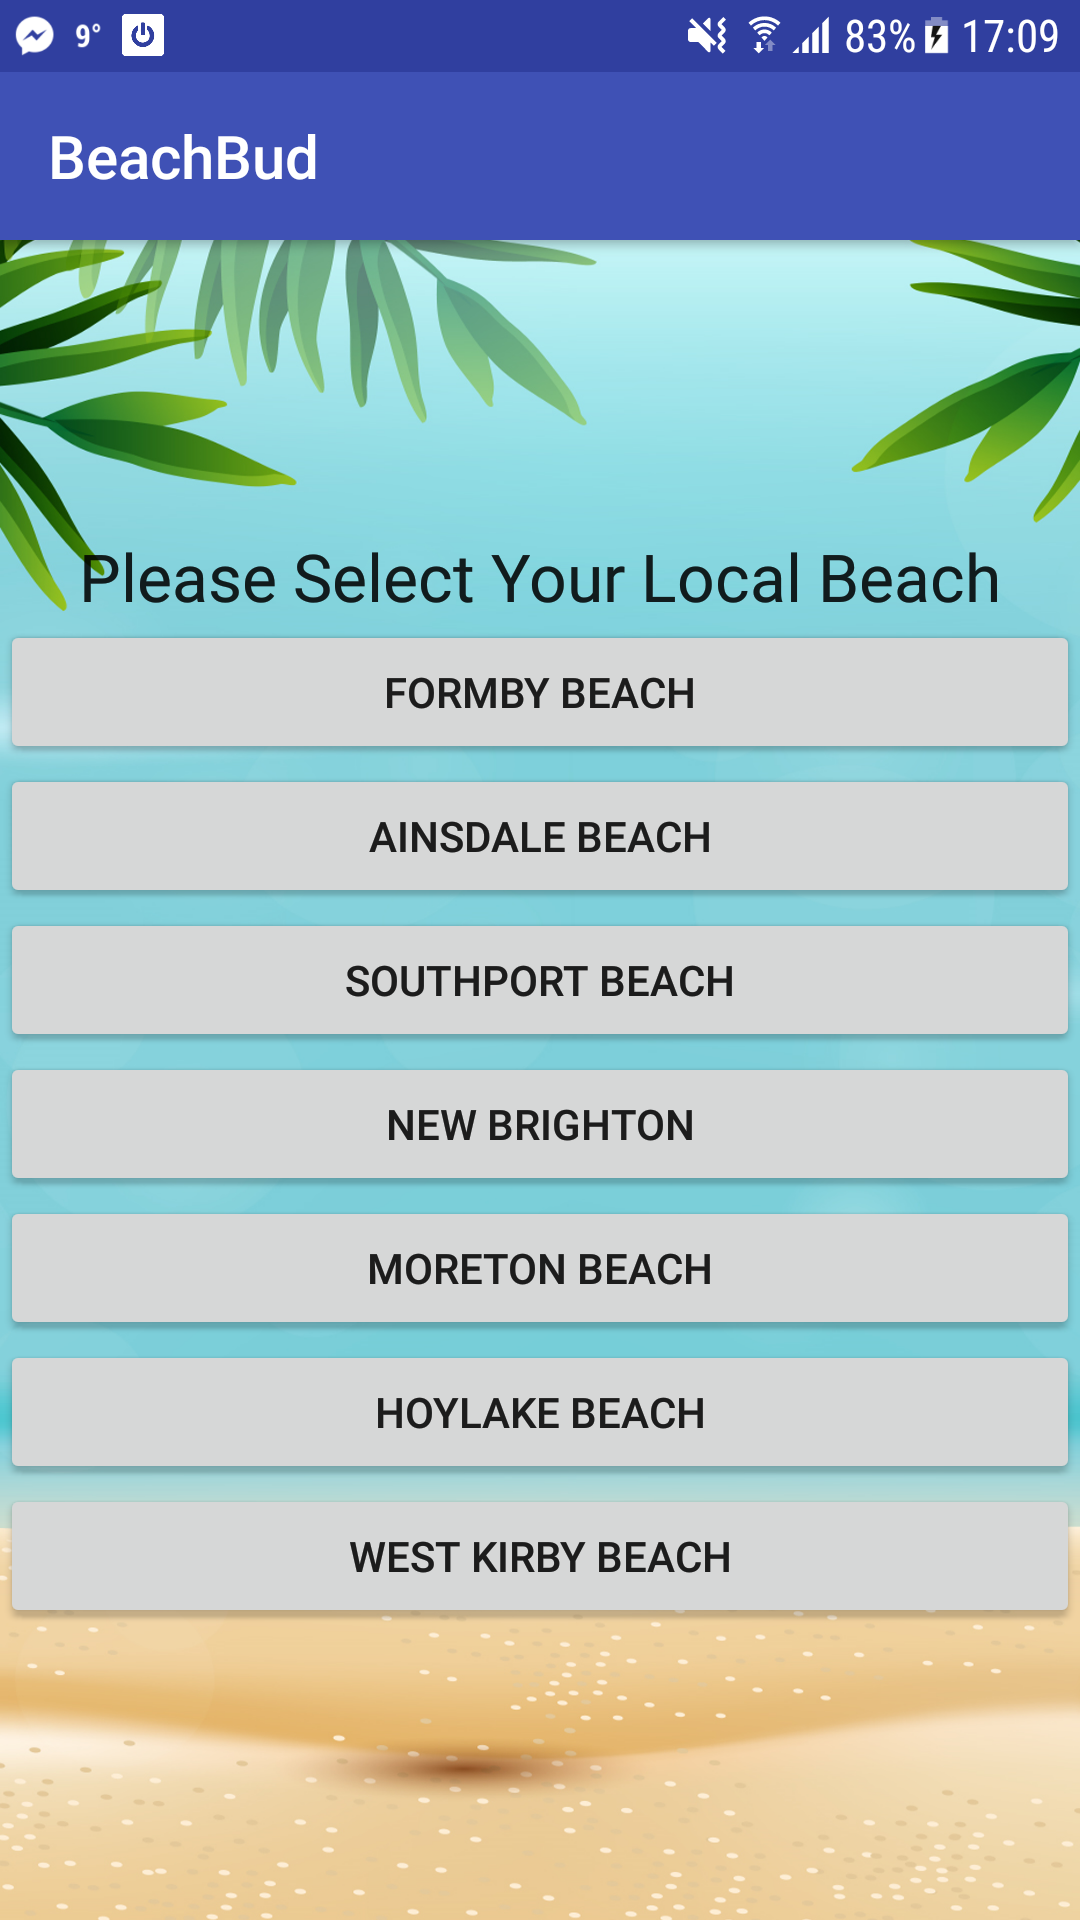 9° 83% 17:09
BeachBud
Please Select Your Local Beach
FORMBY BEACH
AINSDALE BEACH
SOUTHPORT BEACH
NEW BRIGHTON
MORETON BEACH
HOYLAKE BEACH
WEST KIRBY BEACH